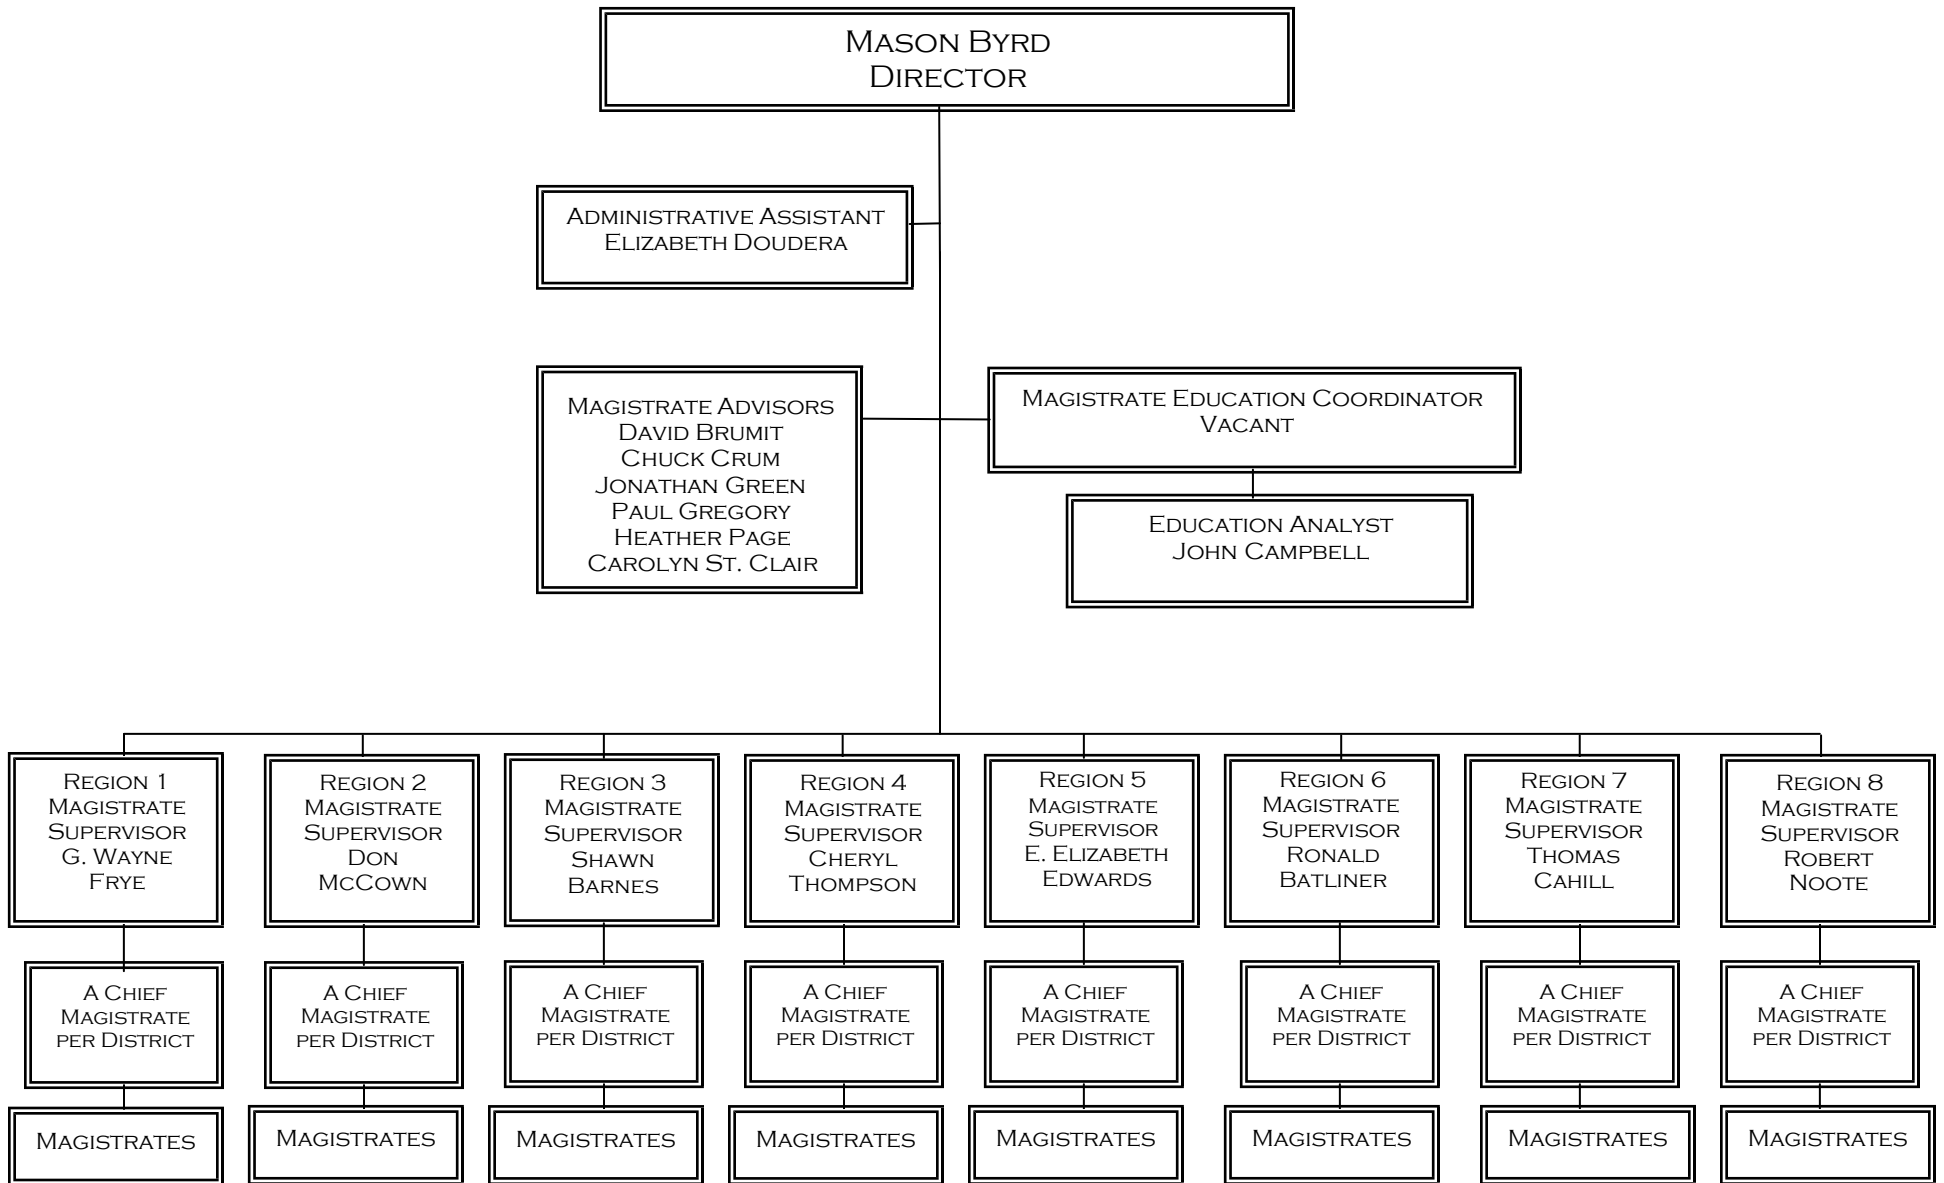 Mason Byrd
Director
Administrative Assistant
Elizabeth Doudera
Magistrate Advisors
David Brumit
Chuck Crum
Jonathan Green
Paul Gregory
Heather Page
Carolyn St. Clair
Magistrate Education Coordinator
Vacant
Education Analyst
John Campbell
Region 1
Magistrate
Supervisor
G. Wayne
Frye
Region 2
Magistrate
Supervisor
Don
McCown
Region 3
Magistrate
Supervisor
Shawn
Barnes
Region 4
Magistrate
Supervisor
Cheryl
Thompson
Region 5
Magistrate
Supervisor
E. Elizabeth
Edwards
Region 6
Magistrate
Supervisor
Ronald
Batliner
Region 7
Magistrate
Supervisor
Thomas
Cahill
Region 8
Magistrate
Supervisor
Robert
Noote
A Chief
Magistrate
per District
A Chief
Magistrate
per District
A Chief
Magistrate
per District
A Chief
Magistrate
per District
A Chief
Magistrate
per District
A Chief
Magistrate
per District
A Chief
Magistrate
per District
A Chief
Magistrate
per District
Magistrates
Magistrates
Magistrates
Magistrates
Magistrates
Magistrates
Magistrates
Magistrates